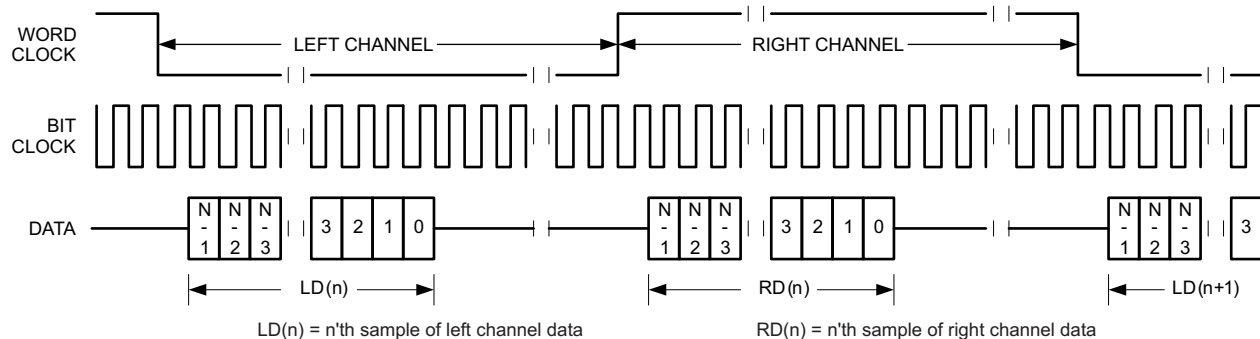 WORD
CLOCK
LEFT CHANNEL
RIGHT CHANNEL
BIT
CLOCK
DATA
N-1 N-2 N-3 3 2 1 0 N-1 N-2 N-3 3 2 1 0 N-1 N-2 N-3 3
LD(n) RD(n) LD(n+1)
LD(n) = n'th sample of left channel data
RD(n) = n'th sample of right channel data